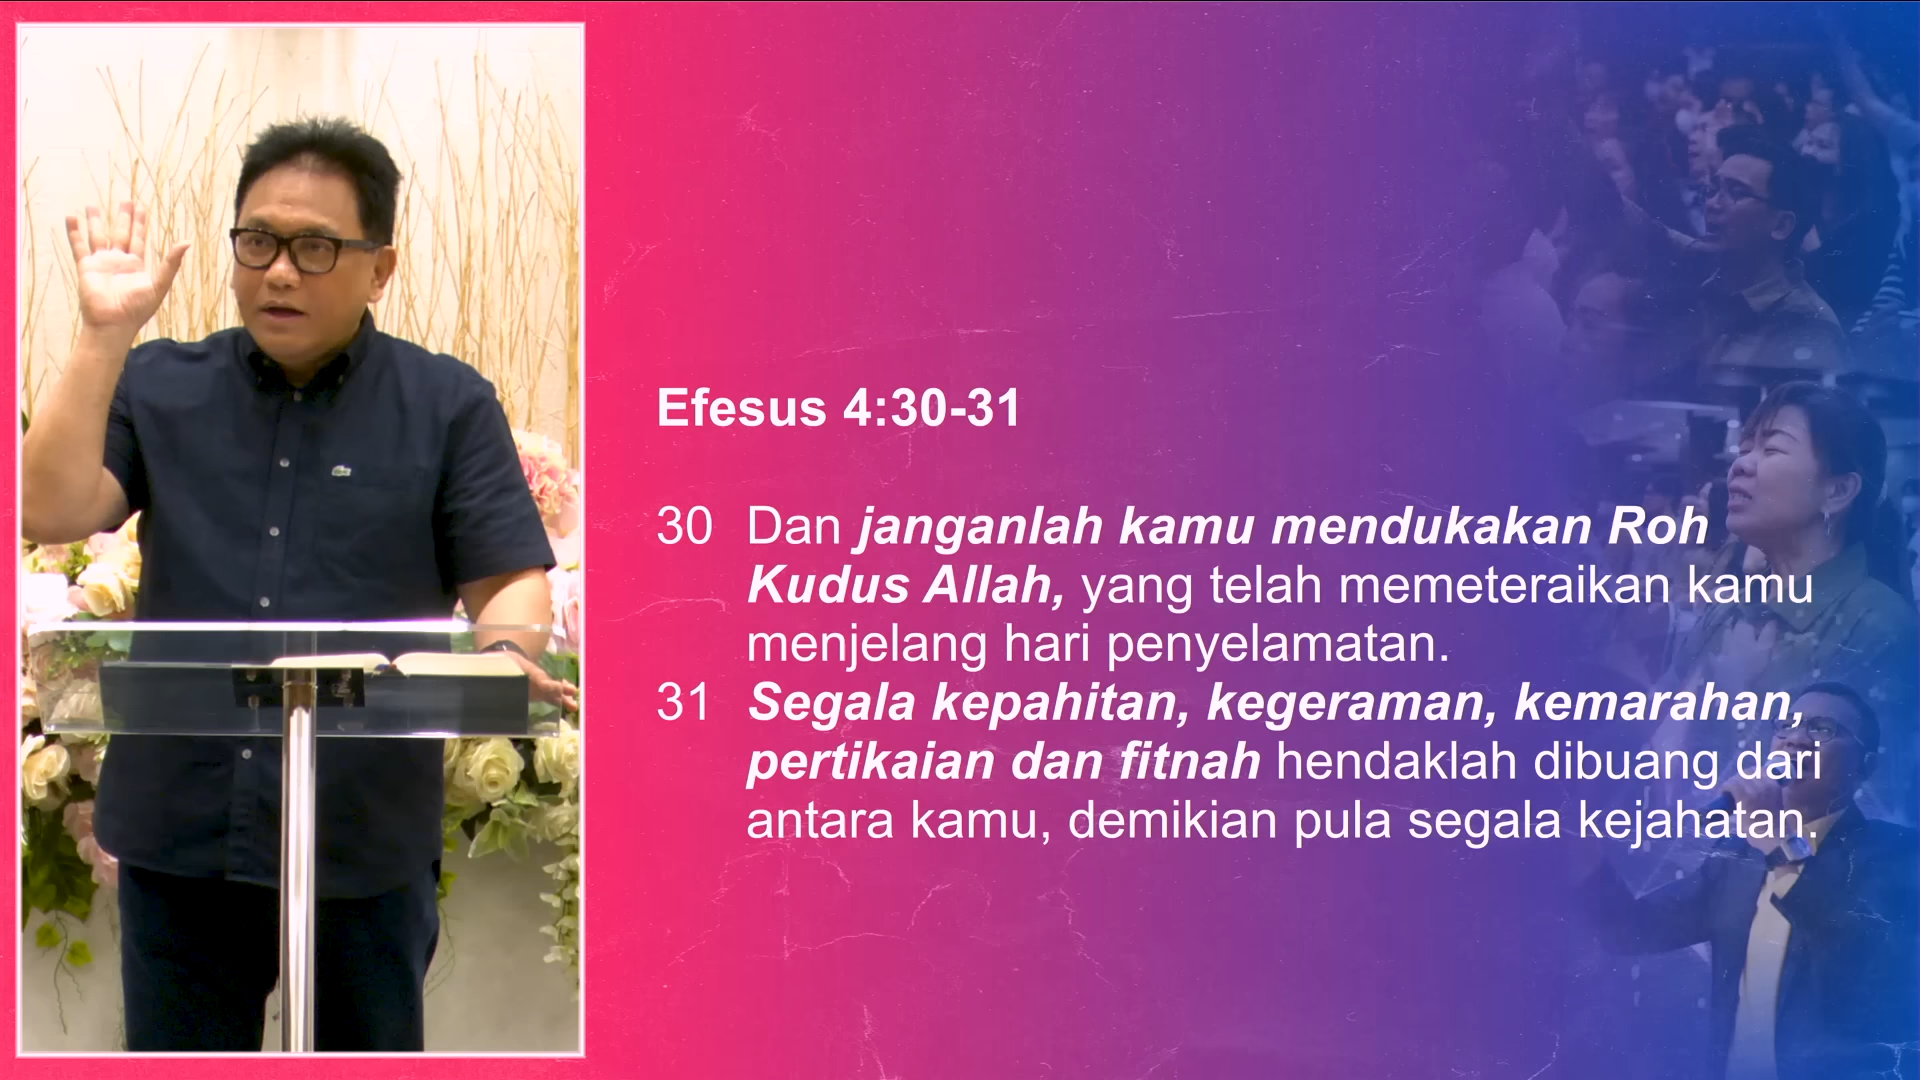 Efesus 4:30-31
30 Dan janganlah kamu mendukakan Roh
Kudus Allah, yang telah memeteraikan kamu
menjelang hari penyelamatan.
31 Segala kepahitan, kegeraman, kemarahan,
pertikaian dan fitnah hendaklah dibuang dari
antara kamu, demikian pula segala kejahatan.